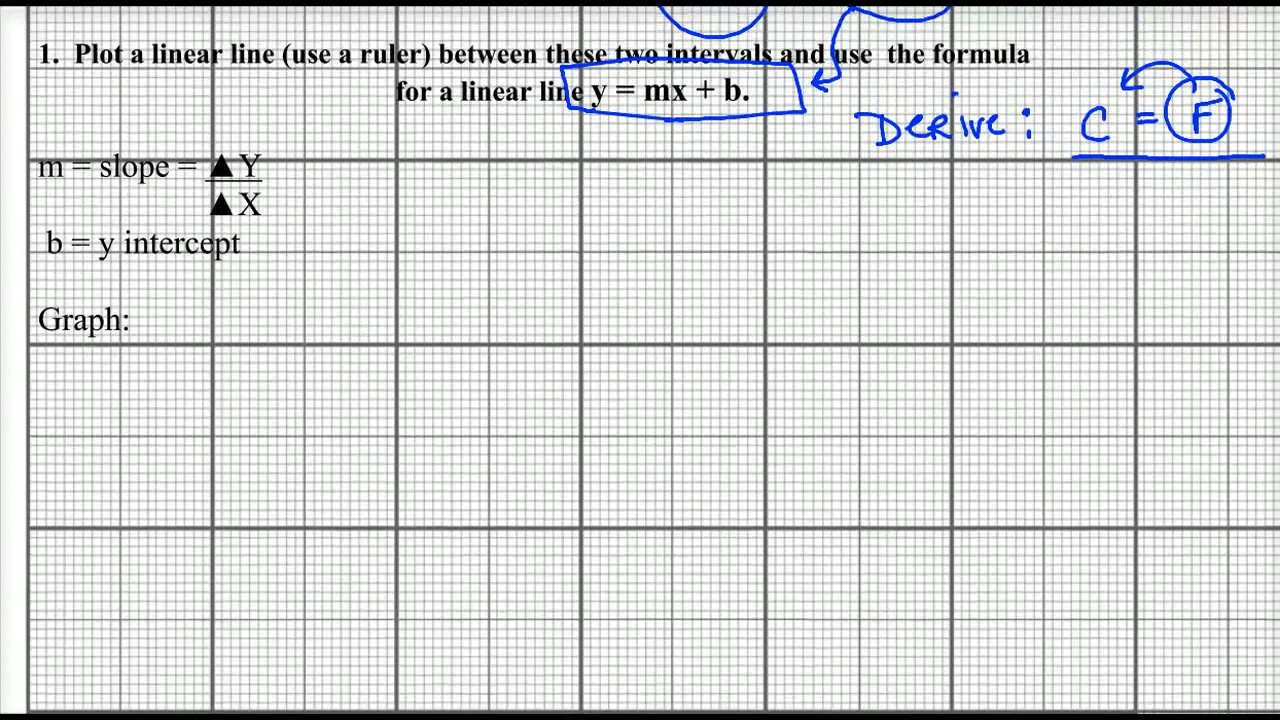 1. Plot a linear line (use a ruler) between these two intervals and use the formula
for a linear line y = mx + b.
Derive: C = F
m = slope = ▲Y
▲X
b = y intercept
Graph: